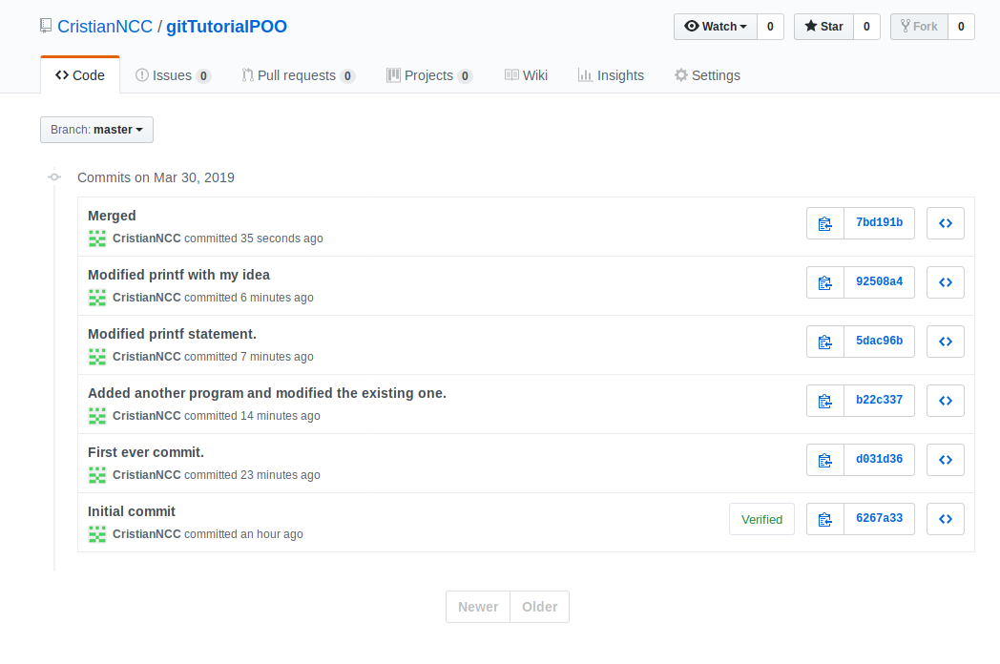 CristianNCC / gitTutorialPOO
Watch 0 Star 0 Fork 0
Code Issues 0 Pull requests 0 Projects 0 Wiki Insights Settings
Branch: master
Commits on Mar 30, 2019
Merged
CristianNCC committed 35 seconds ago
7bd191b
Modified printf with my idea
CristianNCC committed 6 minutes ago
92508a4
Modified printf statement.
CristianNCC committed 7 minutes ago
5dac96b
Added another program and modified the existing one.
CristianNCC committed 14 minutes ago
b22c337
First ever commit.
CristianNCC committed 23 minutes ago
d031d36
Initial commit
CristianNCC committed an hour ago
Verified 6267a33
Newer Older